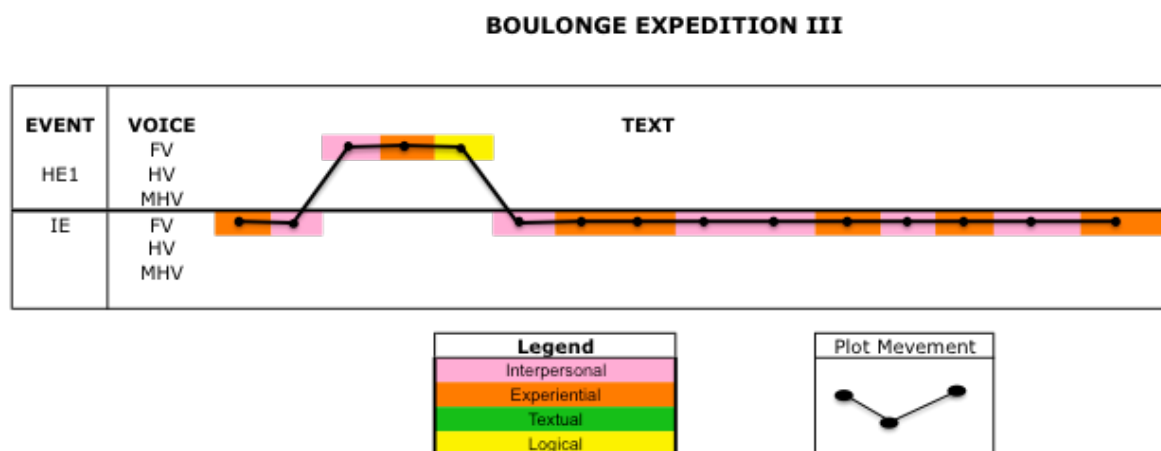 BOULONGE EXPEDITION III
EVENT VOICE TEXT
FV
HE1 HV
MHV
IE FV
HV
MHV
Legend
Interpersonal
Experiential
Textual
Logical
Plot Mevement